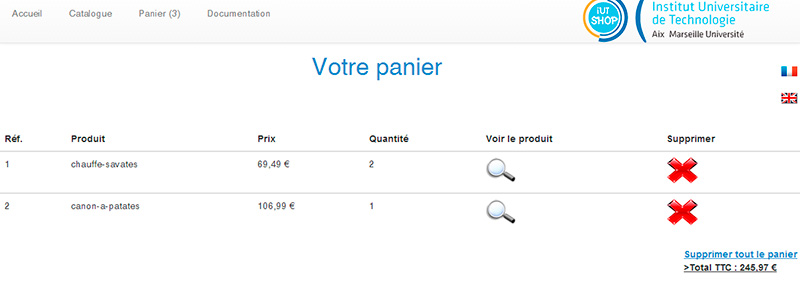 Accueil Catalogue Panier (3) Documentation
iUT SHOP
Institut Universitaire
de Technologie
Aix Marseille Université
Votre panier
Réf. Produit Prix Quantité Voir le produit Supprimer
1 chauffe-savates 69,49 € 2
2 canon-a-patates 106,99 € 1
Supprimer tout le panier
>Total TTC : 245,97 €